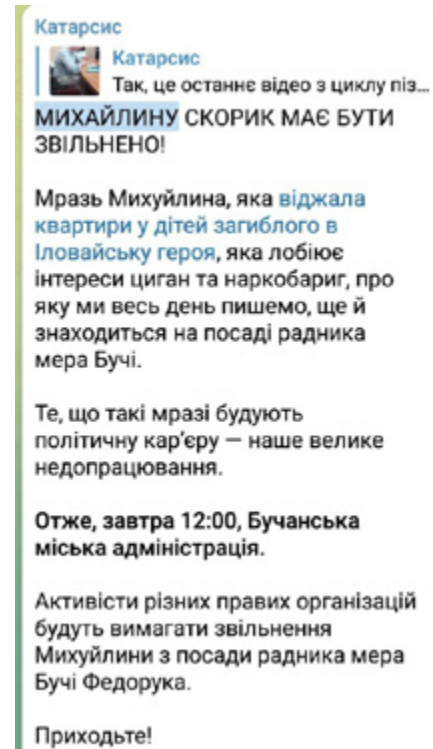 Катарсис
Катарсис
Так, це останнє відео з циклу піз...
МИХАЙЛИНУ СКОРИК МАЄ БУТИ
ЗВІЛЬНЕНО!
Мразь Михуйлина, яка віджала
квартири у дітей загиблого в
Іловайську героя, яка лобіює
інтереси циган та наркобариг, про
яку ми весь день пишемо, ще й
знаходиться на посаді радника
мера Бучі.
Те, що такі мразі будують
політичну кар'єру — наше велике
недопрацювання.
Отже, завтра 12:00, Бучанська
міська адміністрація.
Активісти різних правих організацій
будуть вимагати звільнення
Михуйлини з посади радника мера
Бучі Федорука.
Приходьте!